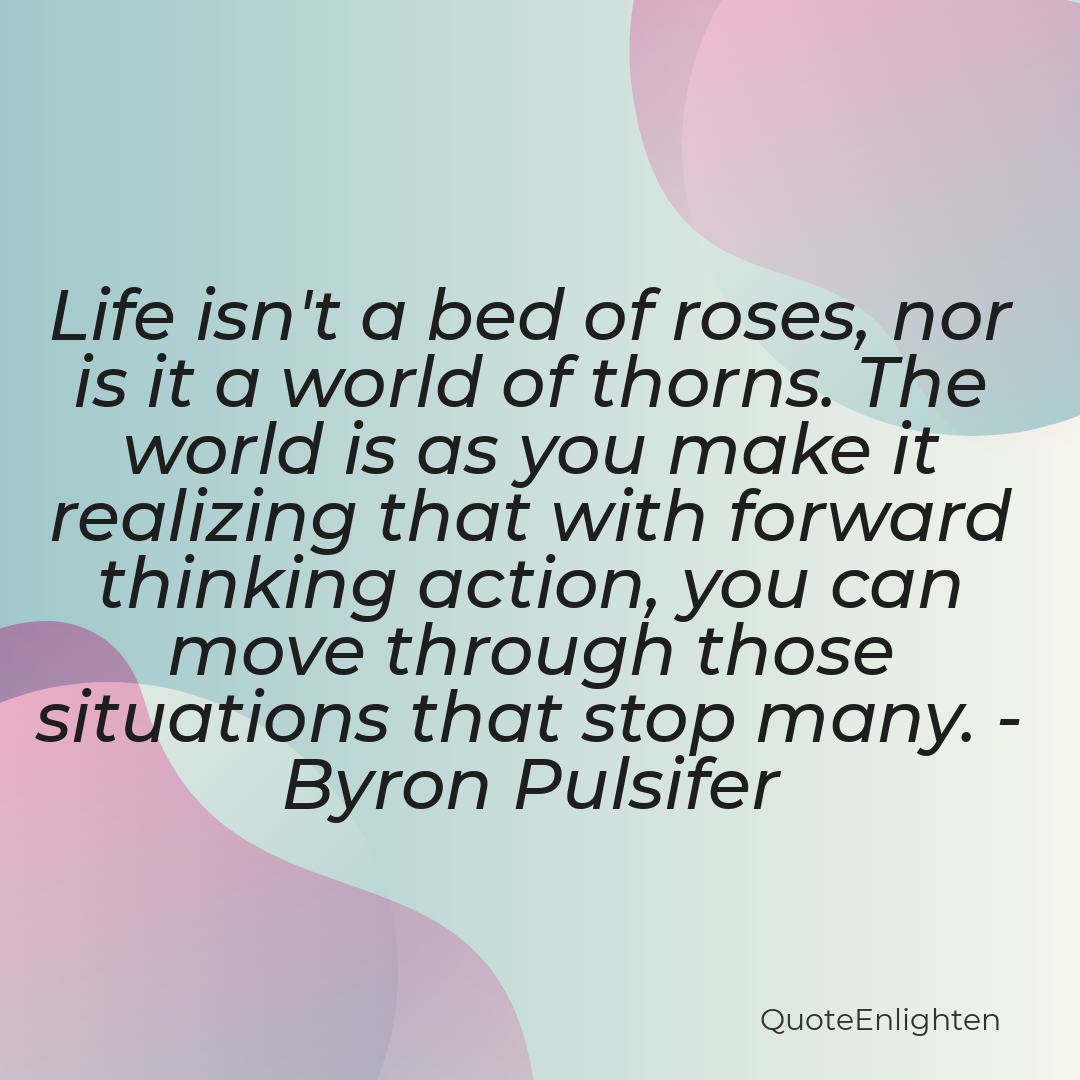 Life isn't a bed of roses, nor
is it a world of thorns. The
world is as you make it
realizing that with forward
thinking action, you can
move through those
situations that stop many. -
Byron Pulsifer
QuoteEnlighten